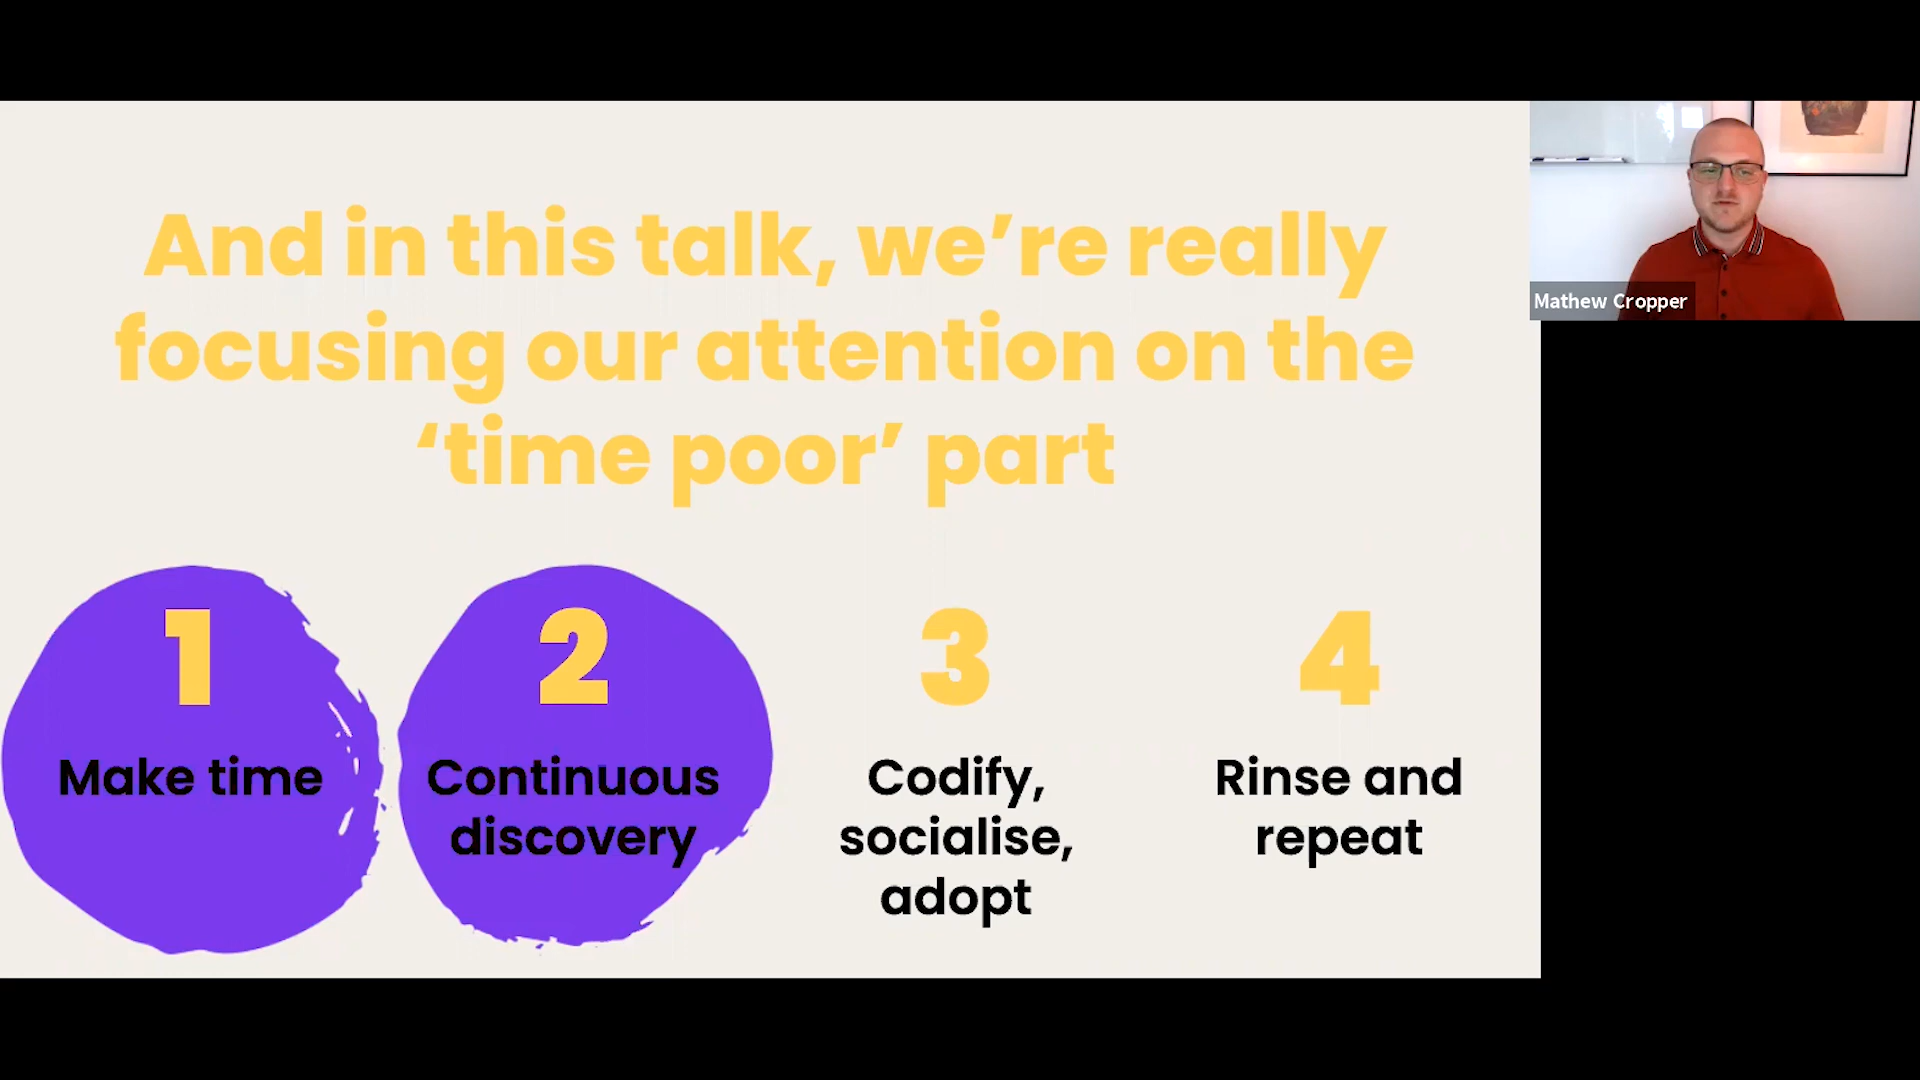 And in this talk, we’re really
focusing our attention on the
‘time poor’ part
1
Make time
2
Continuous
discovery
3
Codify,
socialise,
adopt
4
Rinse and
repeat
Mathew Cropper